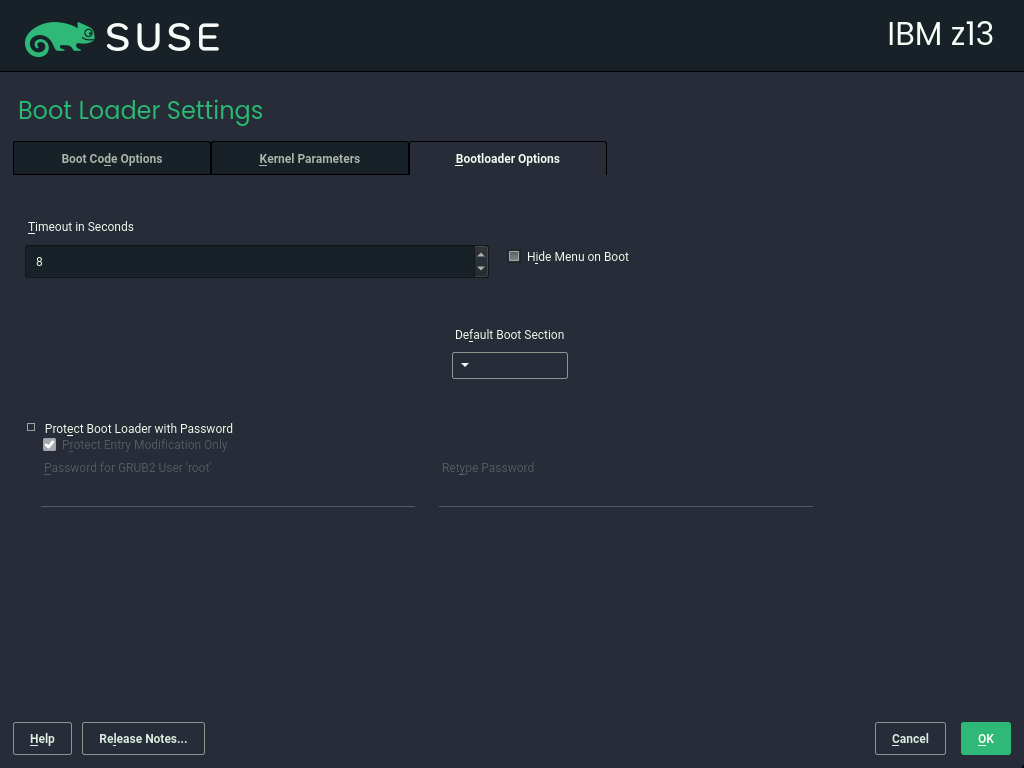 SUSE
IBM z13
Boot Loader Settings
Boot Code Options
Kernel Parameters
Bootloader Options
Timeout in Seconds
8
Hide Menu on Boot
Default Boot Section
Protect Boot Loader with Password
Protect Entry Modification Only
Password for GRUB2 User 'root'
Retype Password
Help
Release Notes...
Cancel
OK